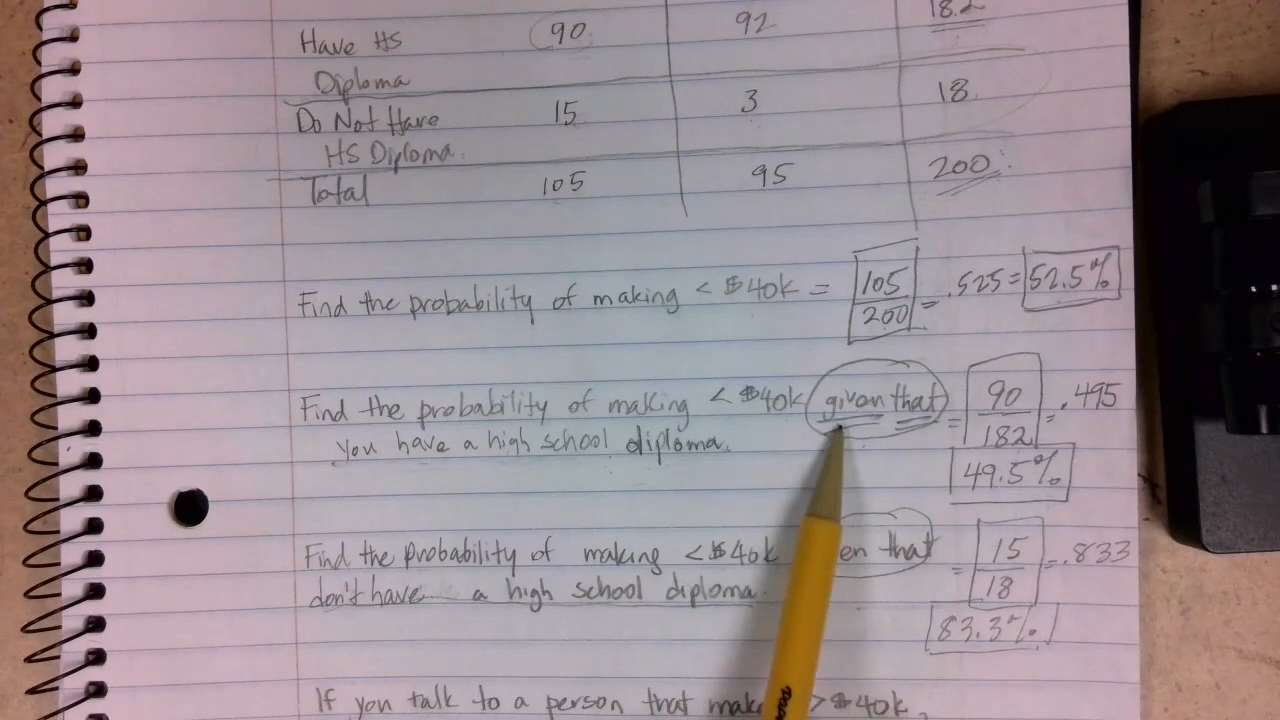 Have HS 90 92 18.2
Diploma
Do Not Have 15 3 18
HS Diploma.
Total 105 95 200
Find the probability of making < $40k = 105/200 = .525 = 52.5%
Find the probability of making < $40k given that = 90/182 = .495
you have a high school diploma. 49.5%
Find the probability of making < $40k en that = 15/18 = .833
don't have a high school diploma. 83.3%
If you talk to a person that mak > $40k,